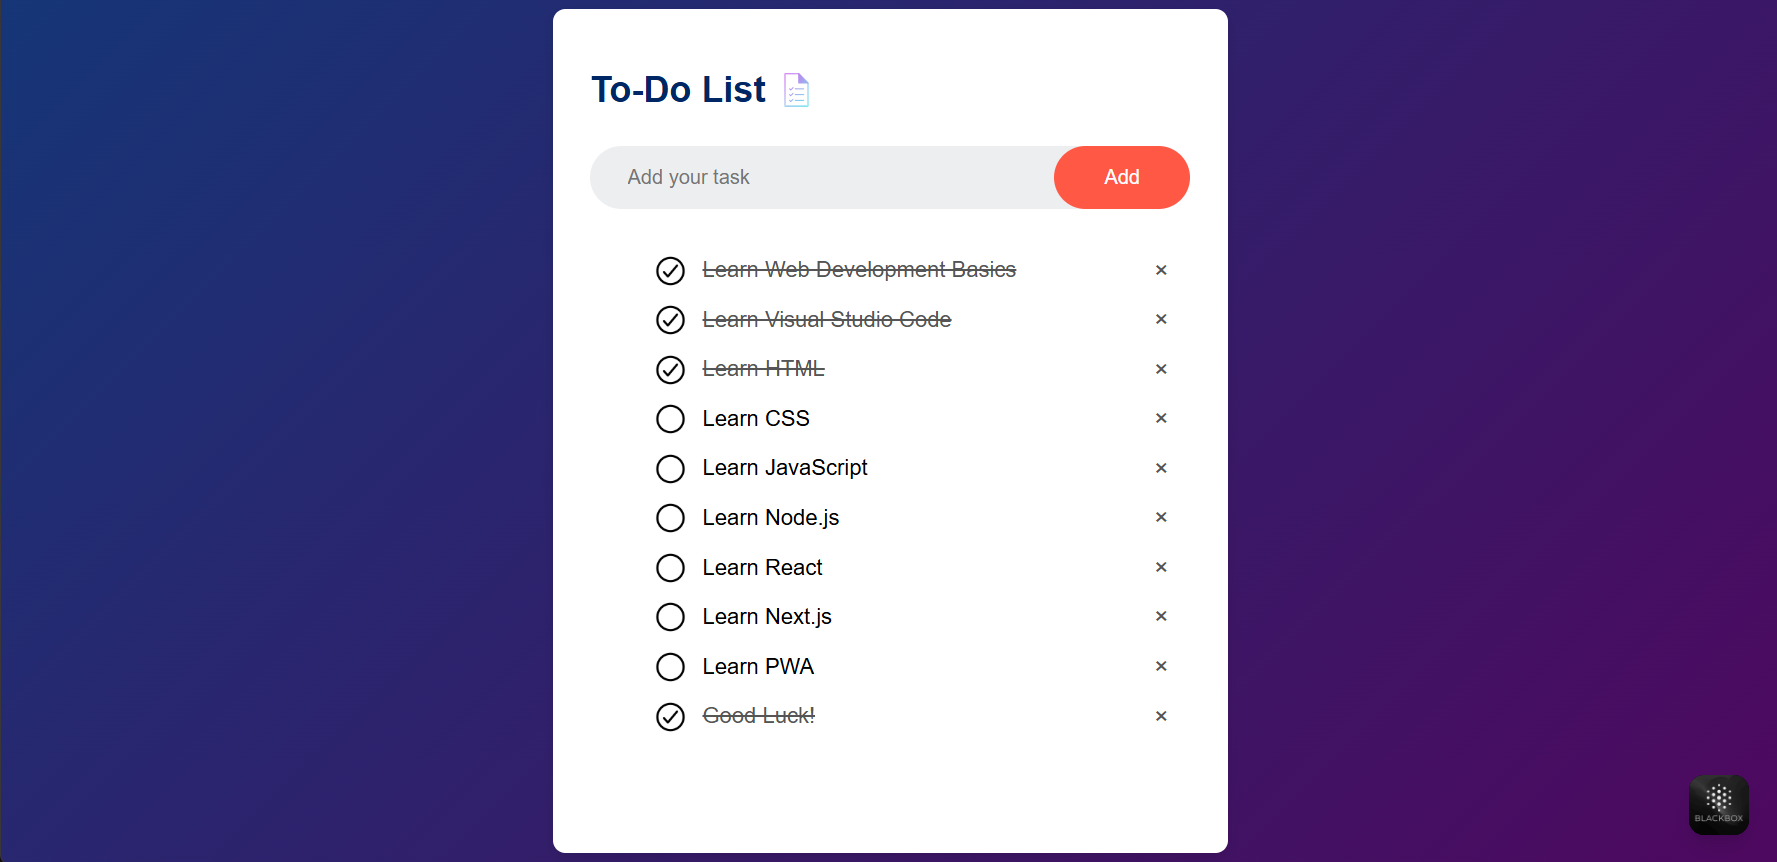 To-Do List
Add your task
Add
Learn Web Development Basics
Learn Visual Studio Code
Learn HTML
Learn CSS
Learn JavaScript
Learn Node.js
Learn React
Learn Next.js
Learn PWA
Good Luck!
BLACKBOX